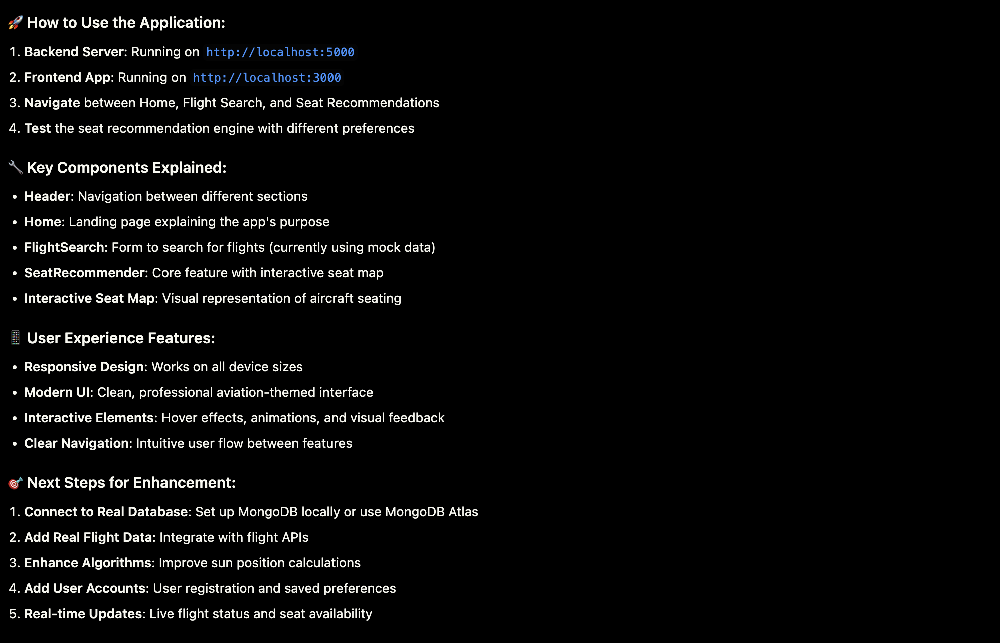 🚀 How to Use the Application:
1. Backend Server: Running on http://localhost:5000
2. Frontend App: Running on http://localhost:3000
3. Navigate between Home, Flight Search, and Seat Recommendations
4. Test the seat recommendation engine with different preferences
🔧 Key Components Explained:
• Header: Navigation between different sections
• Home: Landing page explaining the app's purpose
• FlightSearch: Form to search for flights (currently using mock data)
• SeatRecommender: Core feature with interactive seat map
• Interactive Seat Map: Visual representation of aircraft seating
📱 User Experience Features:
• Responsive Design: Works on all device sizes
• Modern UI: Clean, professional aviation-themed interface
• Interactive Elements: Hover effects, animations, and visual feedback
• Clear Navigation: Intuitive user flow between features
🎯 Next Steps for Enhancement:
1. Connect to Real Database: Set up MongoDB locally or use MongoDB Atlas
2. Add Real Flight Data: Integrate with flight APIs
3. Enhance Algorithms: Improve sun position calculations
4. Add User Accounts: User registration and saved preferences
5. Real-time Updates: Live flight status and seat availability